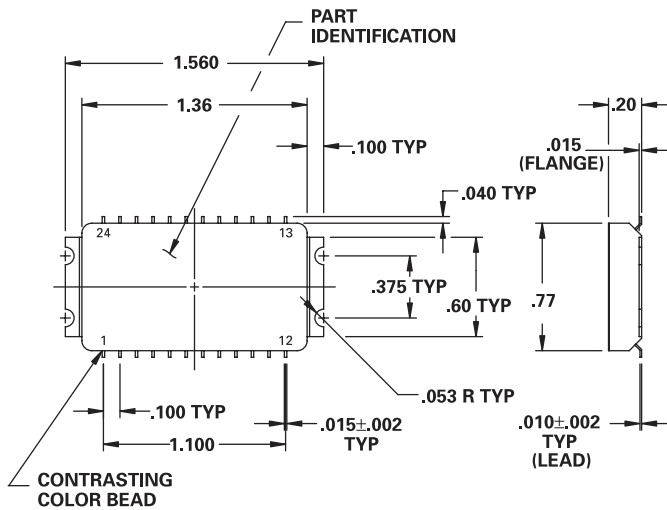 PART
IDENTIFICATION
1.560
1.36
.20
.100 TYP
.015
(FLANGE)
.040 TYP
24
13
.375 TYP
.60 TYP
.77
1
12
.053 R TYP
.100 TYP
.015±.002
TYP
.010±.002
TYP
(LEAD)
1.100
CONTRASTING
COLOR BEAD